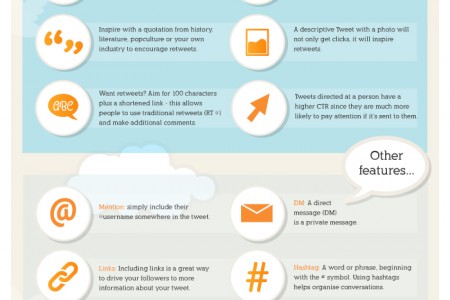 Inspire with a quotation from history,
literature, popculture or your own
industry to encourage retweets.
A descriptive Tweet with a photo will
not only get clicks, it will inspire
retweets.
ABC
Want retweets? Aim for 100 characters
plus a shortened link - this allows
people to use traditional retweets (RT @)
and make additional comments
Tweets directed at a person have a
higher CTR since they are much more
likely to pay attention if it's sent to them.
Other
features...
@
Mention: simply include their
@username somewhere in the tweet.
DM: A direct
message (DM)
is a private message.
Links: Including links is a great way
to drive your followers to more
information about your tweet.
#
Hashtag: A word or phrase, beginning
with the # symbol. Using hashtags
helps organise conversations.